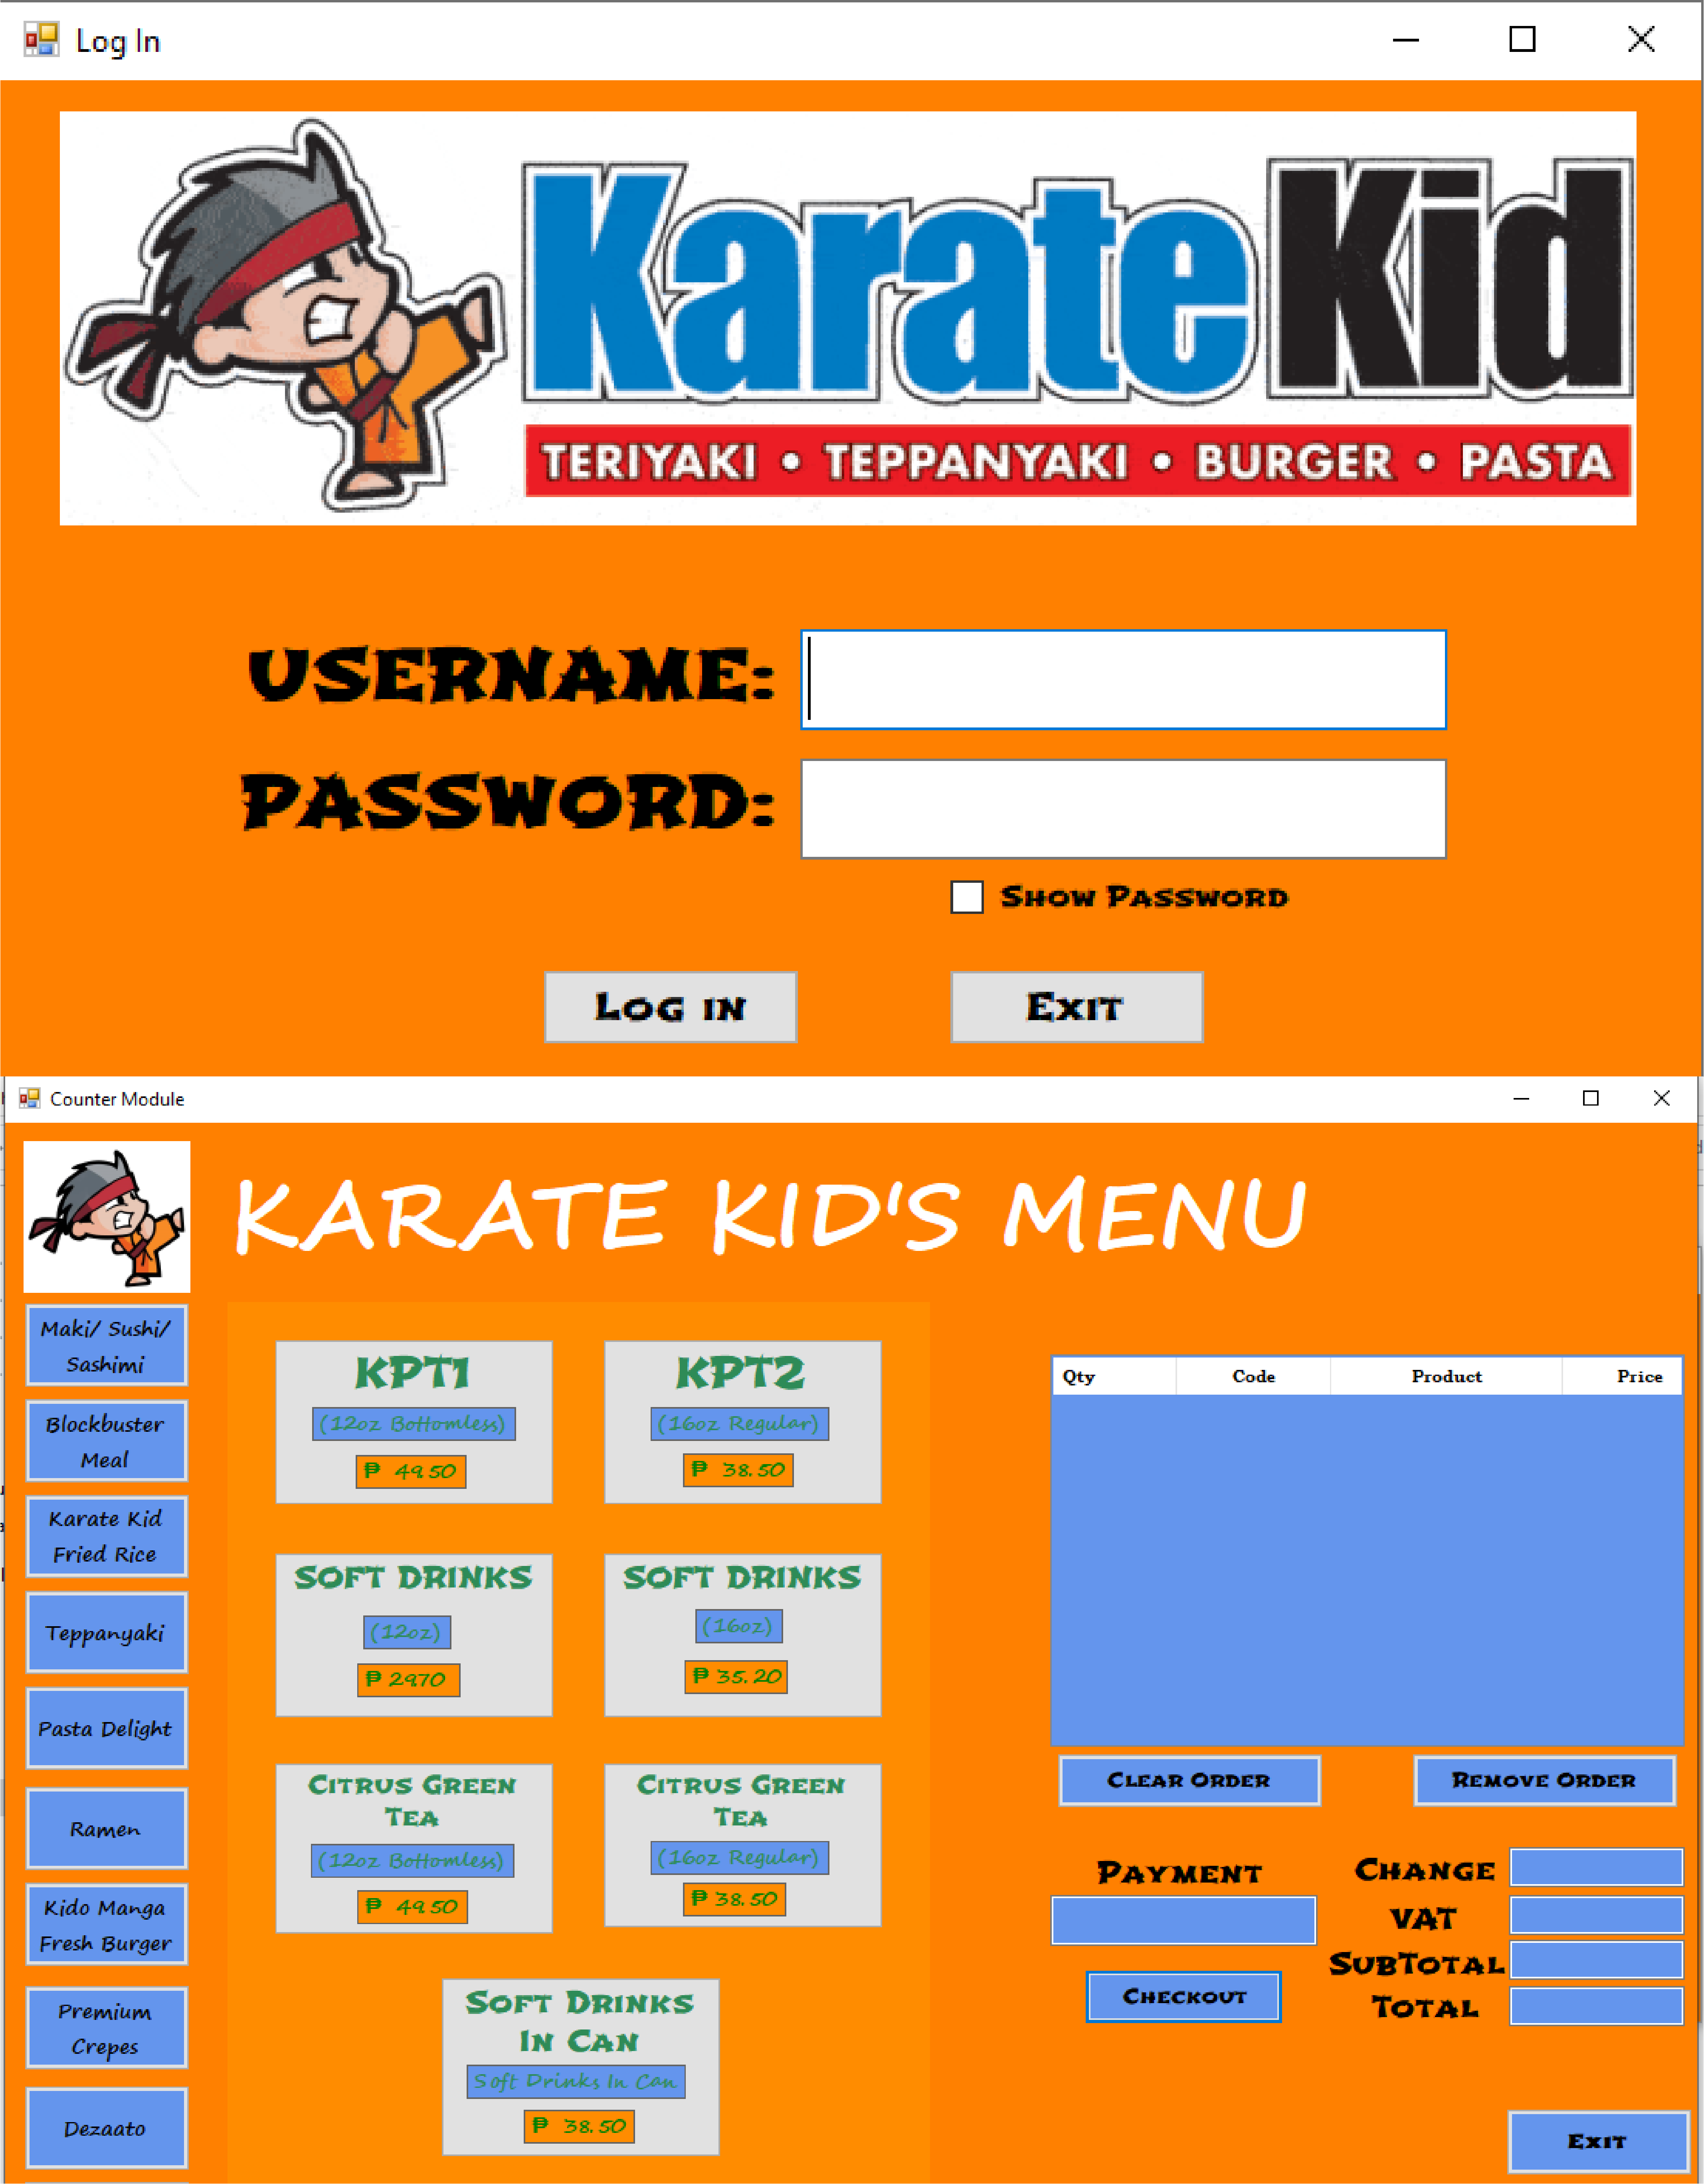 Log In
KarateKid
TERIYAKI • TEPPANYAKI • BURGER • PASTA
USERNAME:
PASSWORD:
Show Password
Log in
Exit
Counter Module
KARATE KID'S MENU
Maki/ Sushi/
Sashimi
Blockbuster
Meal
Karate Kid
Fried Rice
Teppanyaki
Pasta Delight
Ramen
Kido Manga
Fresh Burger
Premium
Crepes
Dezaato
KPT1
(12oz Bottomless)
₱ 49.50
KPT2
(16oz Regular)
₱ 38.50
SOFT DRINKS
(12oz)
₱ 29.70
SOFT DRINKS
(16oz)
₱ 35.20
Citrus Green
Tea
(12oz Bottomless)
₱ 49.50
Citrus Green
Tea
(16oz Regular)
₱ 38.50
Soft Drinks
In Can
Soft Drinks In Can
₱ 38.50
Qty Code Product Price
Clear Order
Remove Order
Payment
Checkout
Change
VAT
SubTotal
Total
Exit